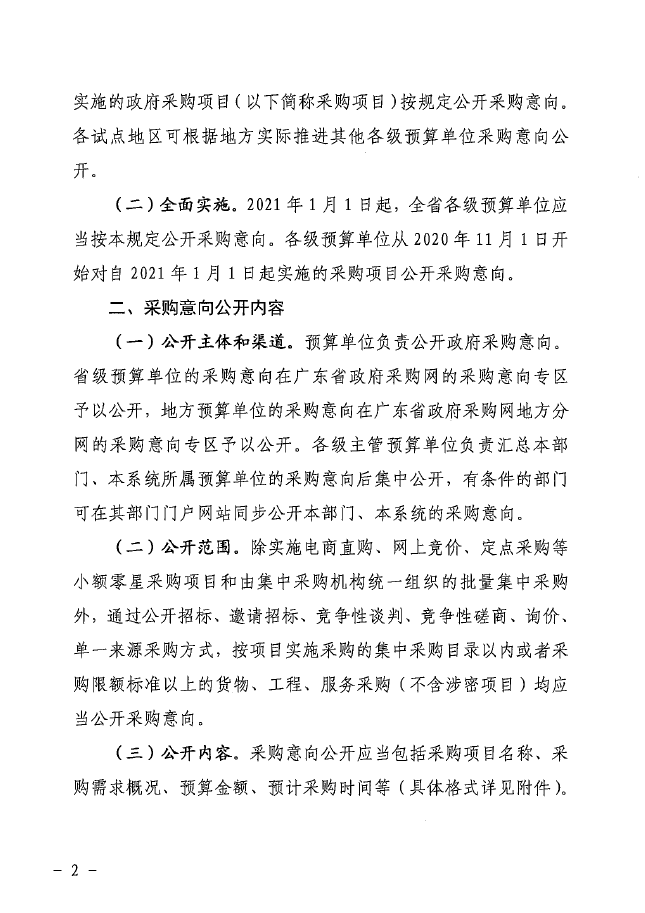 实施的政府采购项目（以下简称采购项目）按规定公开采购意向。
各试点地区可根据地方实际推进其他各级预算单位采购意向公
开。
（二）全面实施。2021 年 1 月 1 日起，全省各级预算单位应
当按本规定公开采购意向。各级预算单位从 2020 年 11 月 1 日开
始对自 2021 年 1 月 1 日起实施的采购项目公开采购意向。
二、采购意向公开内容
（一）公开主体和渠道。预算单位负责公开政府采购意向。
省级预算单位的采购意向在广东省政府采购网的采购意向专区
予以公开，地方预算单位的采购意向在广东省政府采购网地方分
网的采购意向专区予以公开。各级主管预算单位负责汇总本部
门、本系统所属预算单位的采购意向后集中公开，有条件的部门
可在其部门门户网站同步公开本部门、本系统的采购意向。
（二）公开范围。除实施电商直购、网上竞价、定点采购等
小额零星采购项目和由集中采购机构统一组织的批量集中采购
外，通过公开招标、邀请招标、竞争性谈判、竞争性磋商、询价、
单一来源采购方式，按项目实施采购的集中采购目录以内或者采
购限额标准以上的货物、工程、服务采购（不含涉密项目）均应
当公开采购意向。
（三）公开内容。采购意向公开应当包括采购项目名称、采
购需求概况、预算金额、预计采购时间等（具体格式详见附件）。
- 2 -